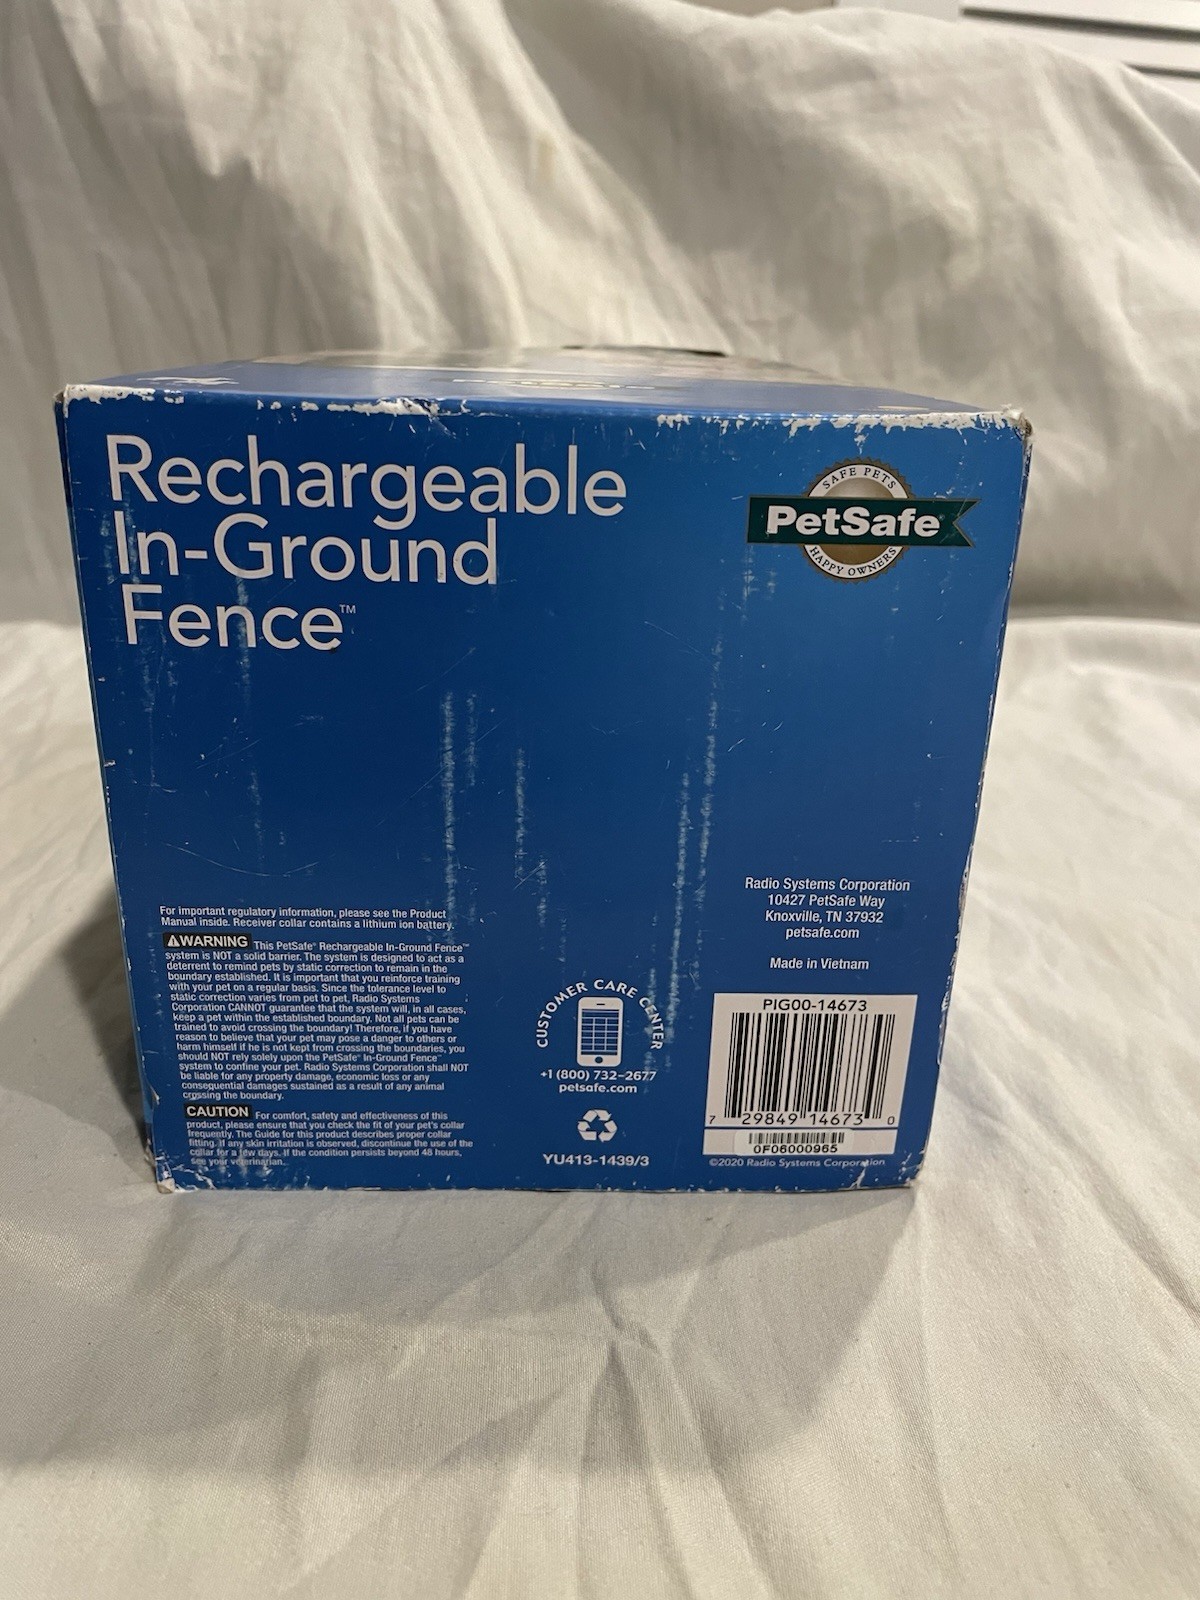 Rechargeable
In-Ground
Fence™
SAFE PETS
PetSafe
HAPPY OWNERS
For important regulatory information, please see the Product
Manual inside. Receiver collar contains a lithium ion battery.
⚠WARNING This PetSafe® Rechargeable In-Ground Fence™
system is NOT a solid barrier. The system is designed to act as a
deterrent to remind pets by static correction to remain in the
boundary established. It is important that you reinforce training
with your pet on a regular basis. Since the tolerance level to
static correction varies from pet to pet, Radio Systems
Corporation CANNOT guarantee that the system will, in all cases,
keep a pet within the established boundary. Not all pets can be
trained to avoid crossing the boundary! Therefore, if you have
reason to believe that your pet may pose a danger to others or
harm himself if he is not kept from crossing the boundaries, you
should NOT rely solely upon the PetSafe® In-Ground Fence™
system to confine your pet. Radio Systems Corporation shall NOT
be liable for any property damage, economic loss or any
consequential damages sustained as a result of any animal
crossing the boundary.
CAUTION For comfort, safety and effectiveness of this
product, please ensure that you check the fit of your pet's collar
frequently. The Guide for this product describes proper collar
fitting. If any skin irritation is observed, discontinue the use of the
collar for a few days. If the condition persists beyond 48 hours,
see your veterinarian.
CUSTOMER CARE CENTER
+1 (800) 732-2677
petsafe.com
YU413-1439/3
Radio Systems Corporation
10427 PetSafe Way
Knoxville, TN 37932
petsafe.com
Made in Vietnam
PIG00-14673
7 29849 14673 0
0F06000965
©2020 Radio Systems Corporation